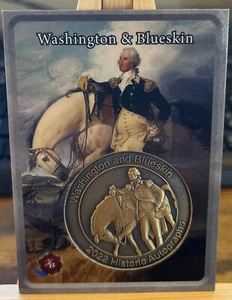 Washington & Blueskin
Washington and Blueskin
2022 Historic Autographs